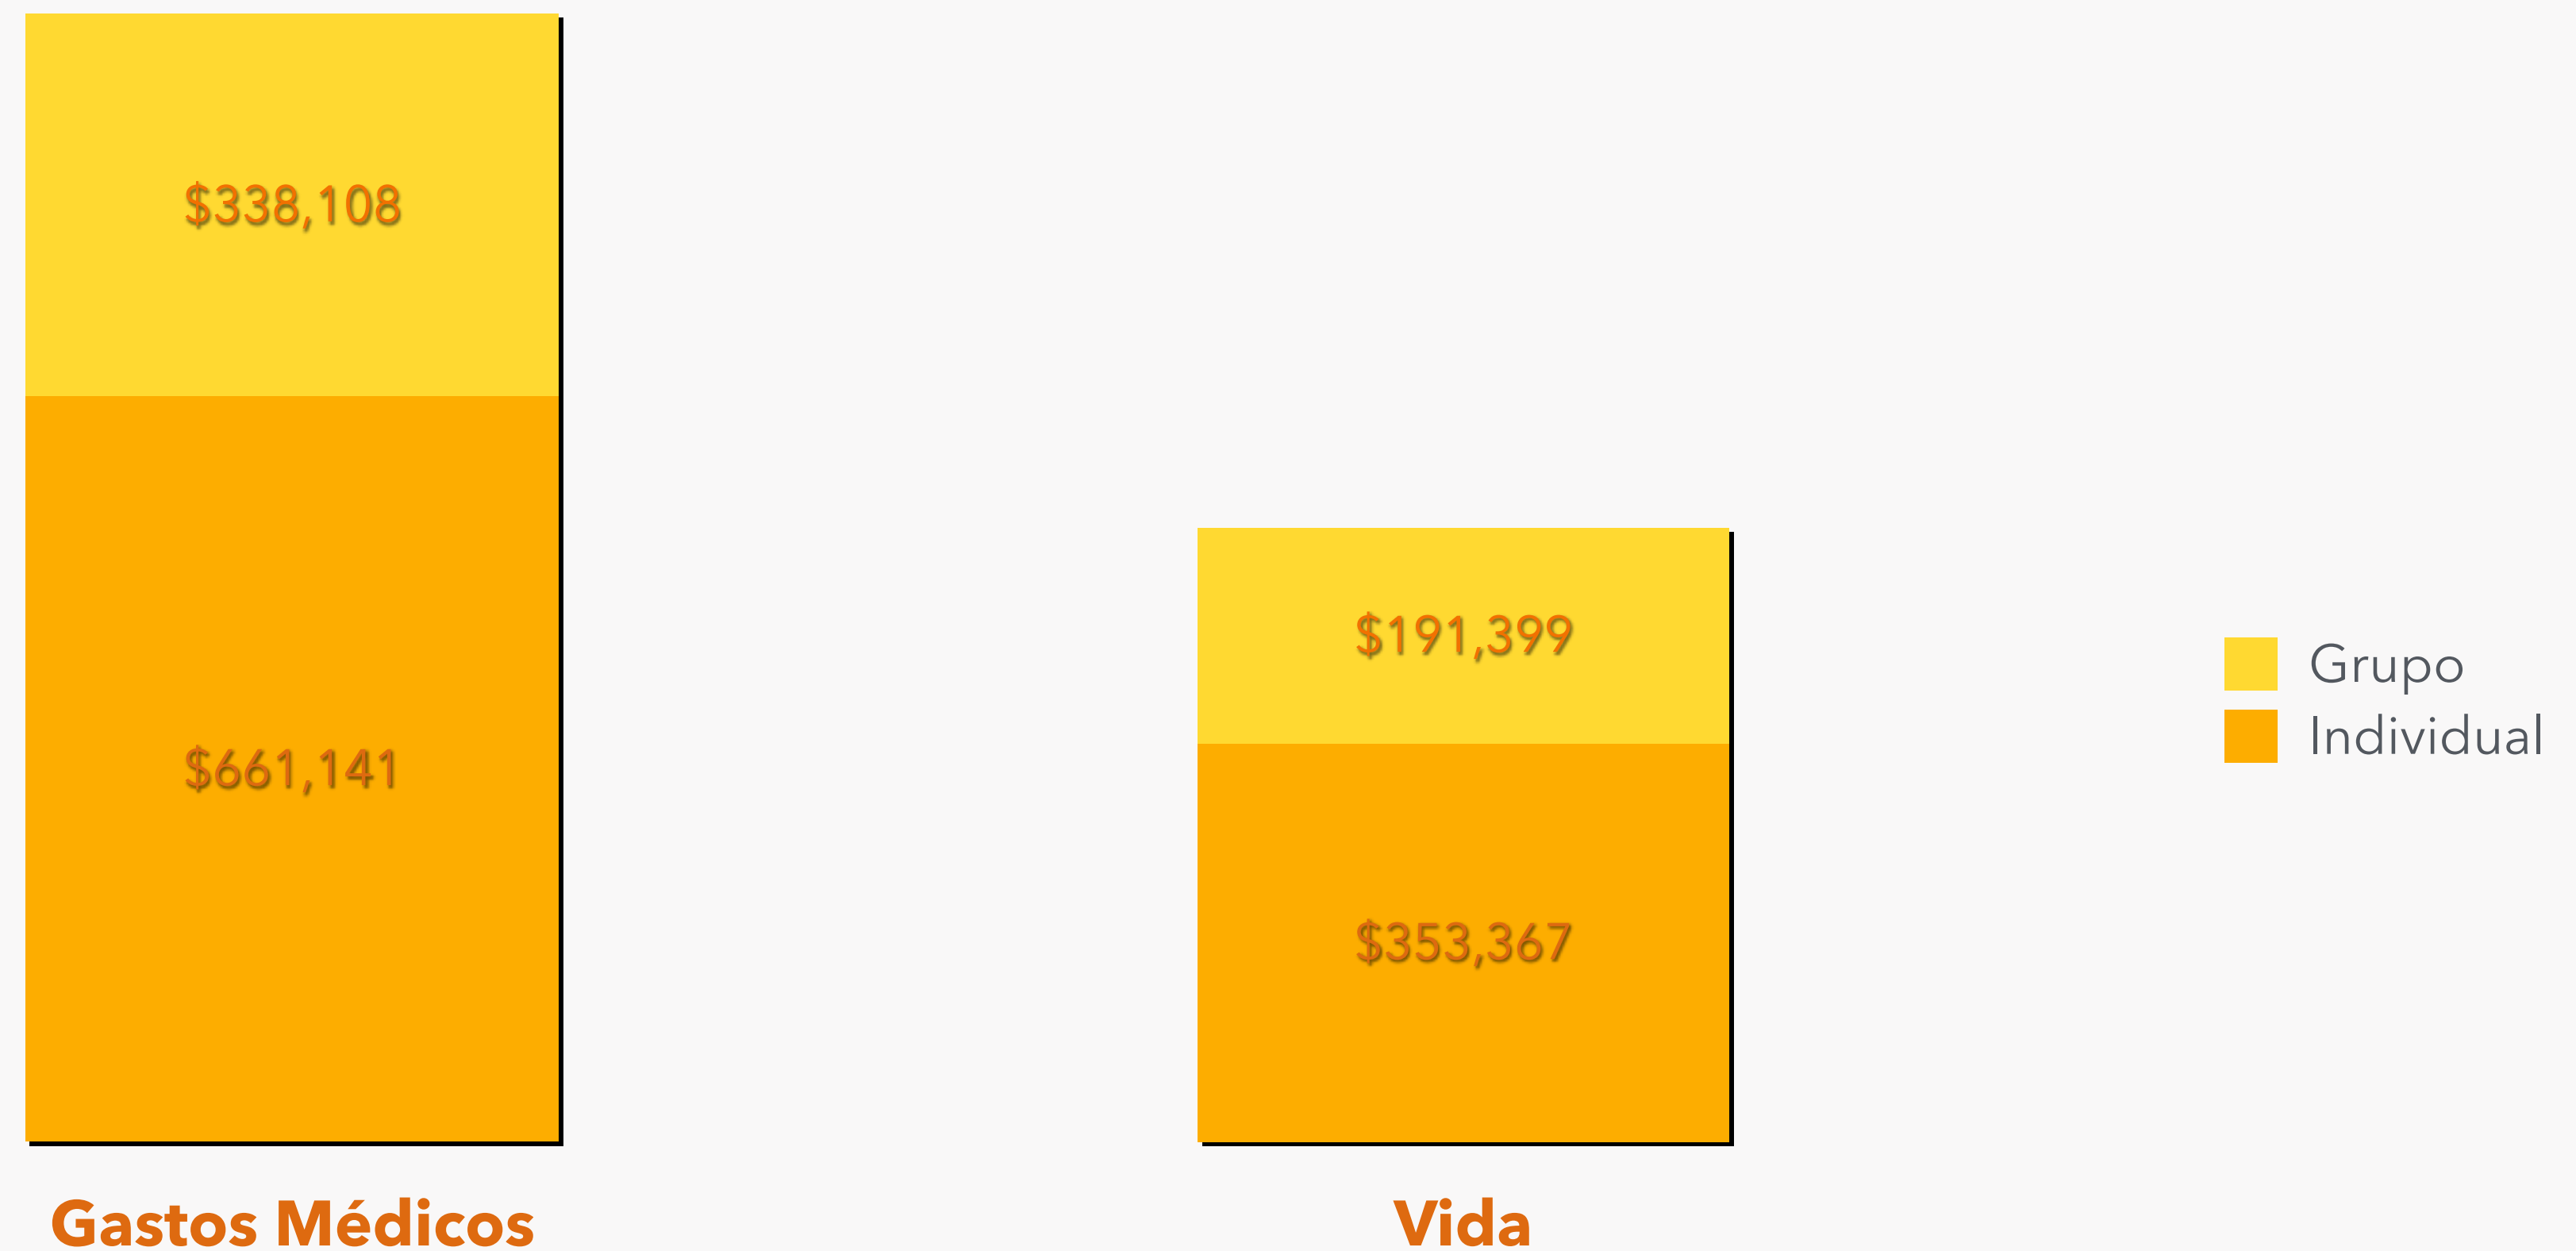 $338,108
$661,141
$191,399
$353,367
Grupo
Individual
Gastos Médicos
Vida